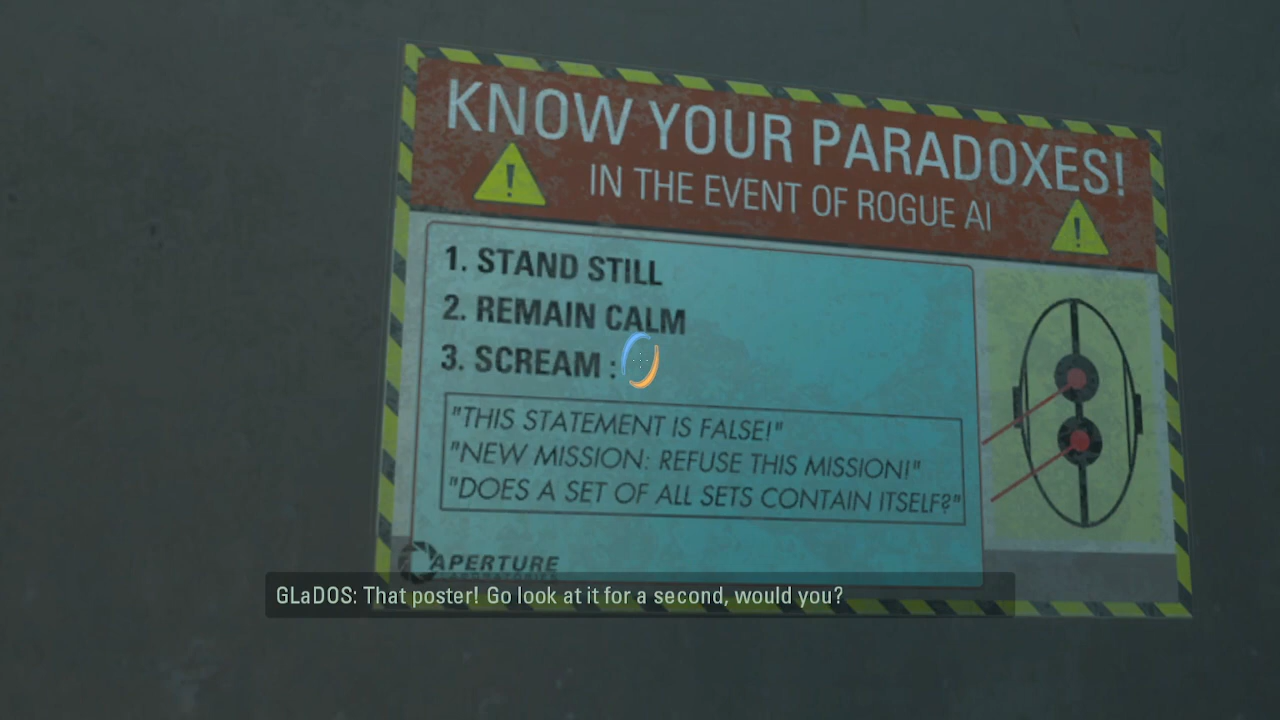 KNOW YOUR PARADOXES!
IN THE EVENT OF ROGUE AI
1. STAND STILL
2. REMAIN CALM
3. SCREAM :
"THIS STATEMENT IS FALSE!"
"NEW MISSION: REFUSE THIS MISSION!"
"DOES A SET OF ALL SETS CONTAIN ITSELF?"
APERTURE
LABORATORIES
GLaDOS: That poster! Go look at it for a second, would you?